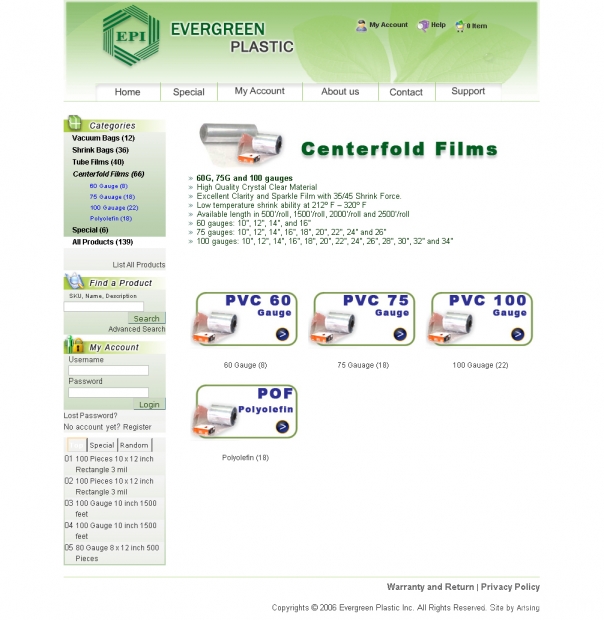 EPI
EVERGREEN
PLASTIC
My Account Help 0 Item
Home Special My Account About us Contact Support
Categories
Vacuum Bags (12)
Shrink Bags (36)
Tube Films (40)
Centerfold Films (66)
60 Gauge (8)
75 Gauage (18)
100 Gauage (22)
Polyolefin (18)
Special (6)
All Products (139)
List All Products
Find a Product
SKU, Name, Description
Search
Advanced Search
My Account
Username
Password
Login
Lost Password?
No account yet? Register
Special Random
01 100 Pieces 10 x 12 inch
Rectangle 3 mil
02 100 Pieces 10 x 12 inch
Rectangle 3 mil
03 100 Gauge 10 inch 1500
feet
04 100 Gauge 10 inch 1500
feet
05 80 Gauge 8 x 12 inch 500
Pieces
Centerfold Films
» 60G, 75G and 100 gauges
» High Quality Crystal Clear Material
» Excellent Clarity and Sparkle Film with 35/45 Shrink Force.
» Low temperature shrink ability at 212º F – 320º F
» Available length in 500'/roll, 1500'/roll, 2000'/roll and 2500'/roll
» 60 gauges: 10", 12", 14", and 16"
» 75 gauges: 10", 12", 14", 16", 18", 20", 22", 24" and 26"
» 100 gauges: 10", 12", 14", 16", 18", 20", 22", 24", 26", 28", 30", 32" and 34"
PVC 60
Gauge
60 Gauge (8)
PVC 75
Gauge
75 Gauage (18)
PVC 100
Gauge
100 Gauage (22)
POF
Polyolefin
Polyolefin (18)
Warranty and Return | Privacy Policy
Copyrights © 2006 Evergreen Plastic Inc. All Rights Reserved. Site by Arising